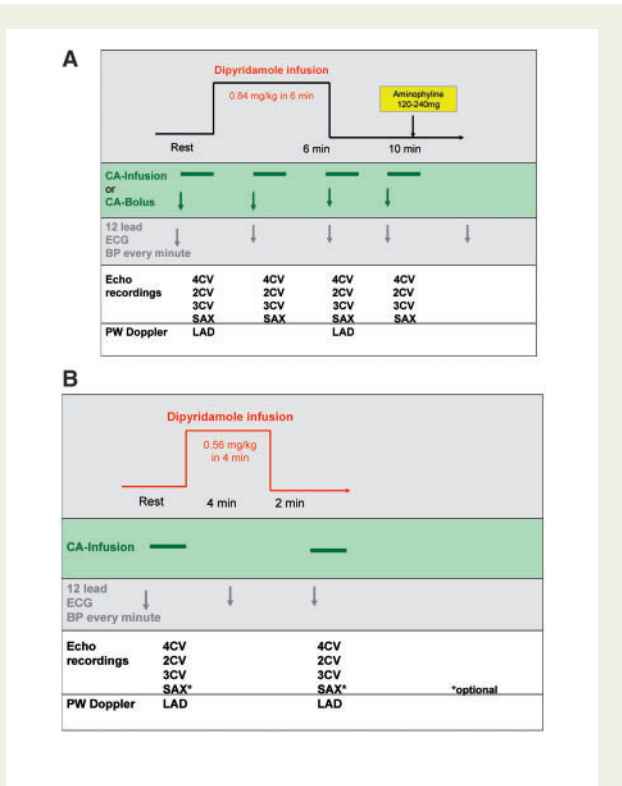 A
Dipyridamole infusion
0.84 mg/kg in 6 min
Aminophyline
120-240mg
Rest 6 min 10 min
CA-Infusion
or
CA-Bolus
12 lead
ECG
BP every minute
Echo 4CV 4CV 4CV 4CV
recordings 2CV 2CV 2CV 2CV
3CV 3CV 3CV 3CV
SAX SAX SAX SAX
PW Doppler LAD LAD
B
Dipyridamole infusion
0.56 mg/kg
in 4 min
Rest 4 min 2 min
CA-Infusion
12 lead
ECG
BP every minute
Echo 4CV 4CV
recordings 2CV 2CV
3CV 3CV
SAX* SAX* *optional
PW Doppler LAD LAD